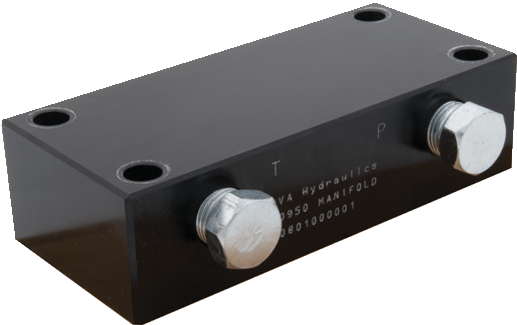 T P
VA Hydraulics
0950 MANIFOLD
0801000001